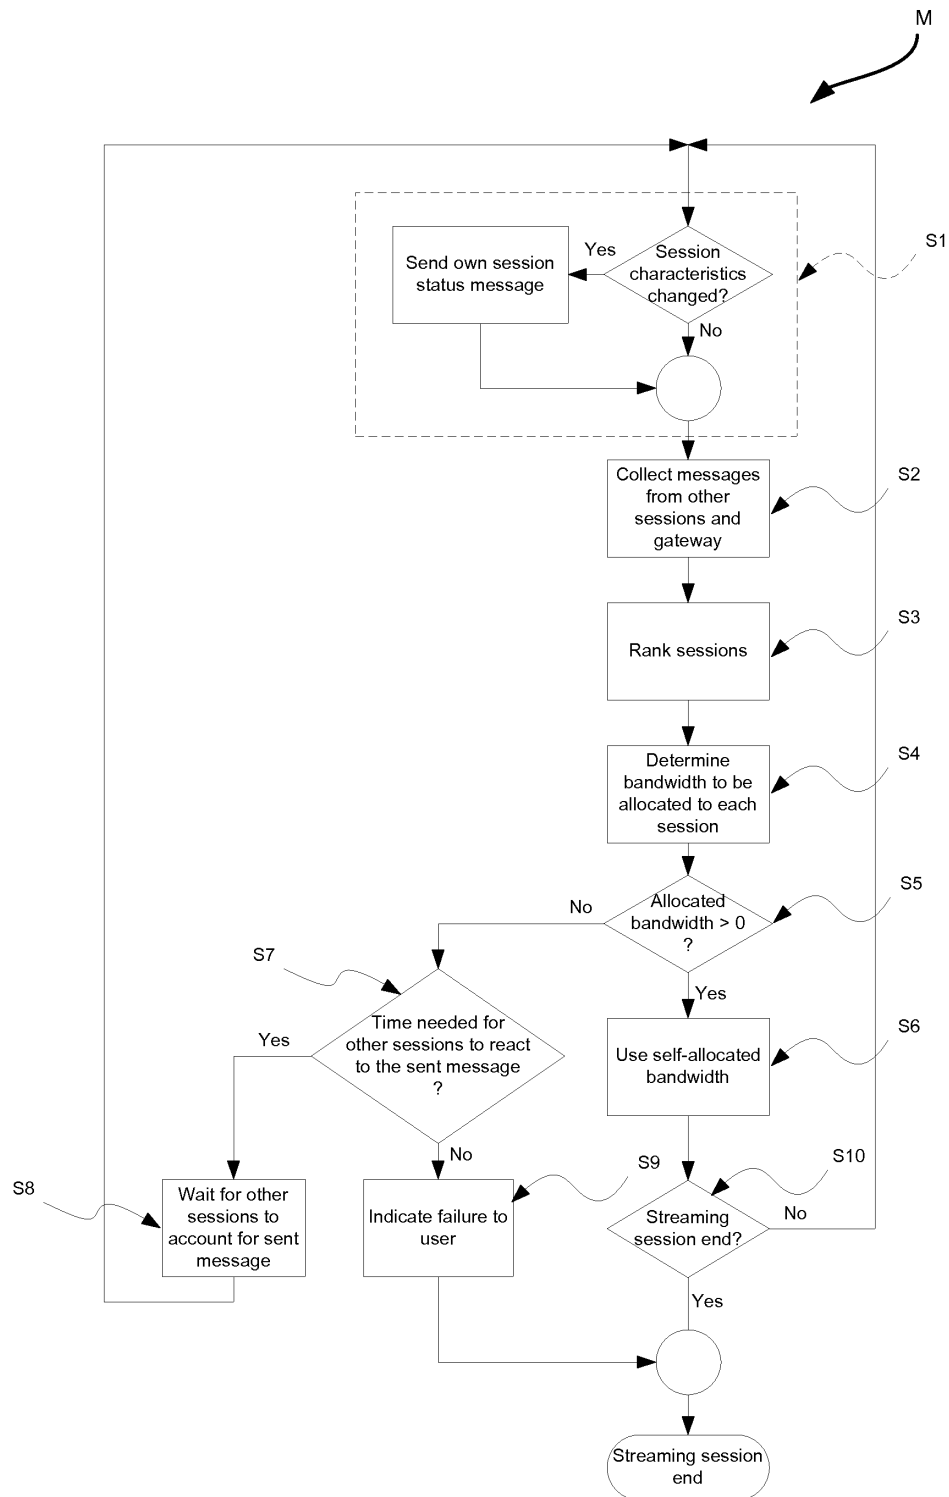 M
S1
Yes
Session
characteristics
changed?
Send own session
status message
No
Collect messages
from other
sessions and
gateway
S2
Rank sessions
S3
Determine
bandwidth to be
allocated to each
session
S4
Allocated
bandwidth > 0
?
S5
No
S7
Yes
Time needed for
other sessions to react
to the sent message
?
Yes
Use self-allocated
bandwidth
S6
No
S8
Wait for other
sessions to
account for sent
message
Indicate failure to
user
S9
S10
Streaming
session end?
No
Yes
Streaming session
end